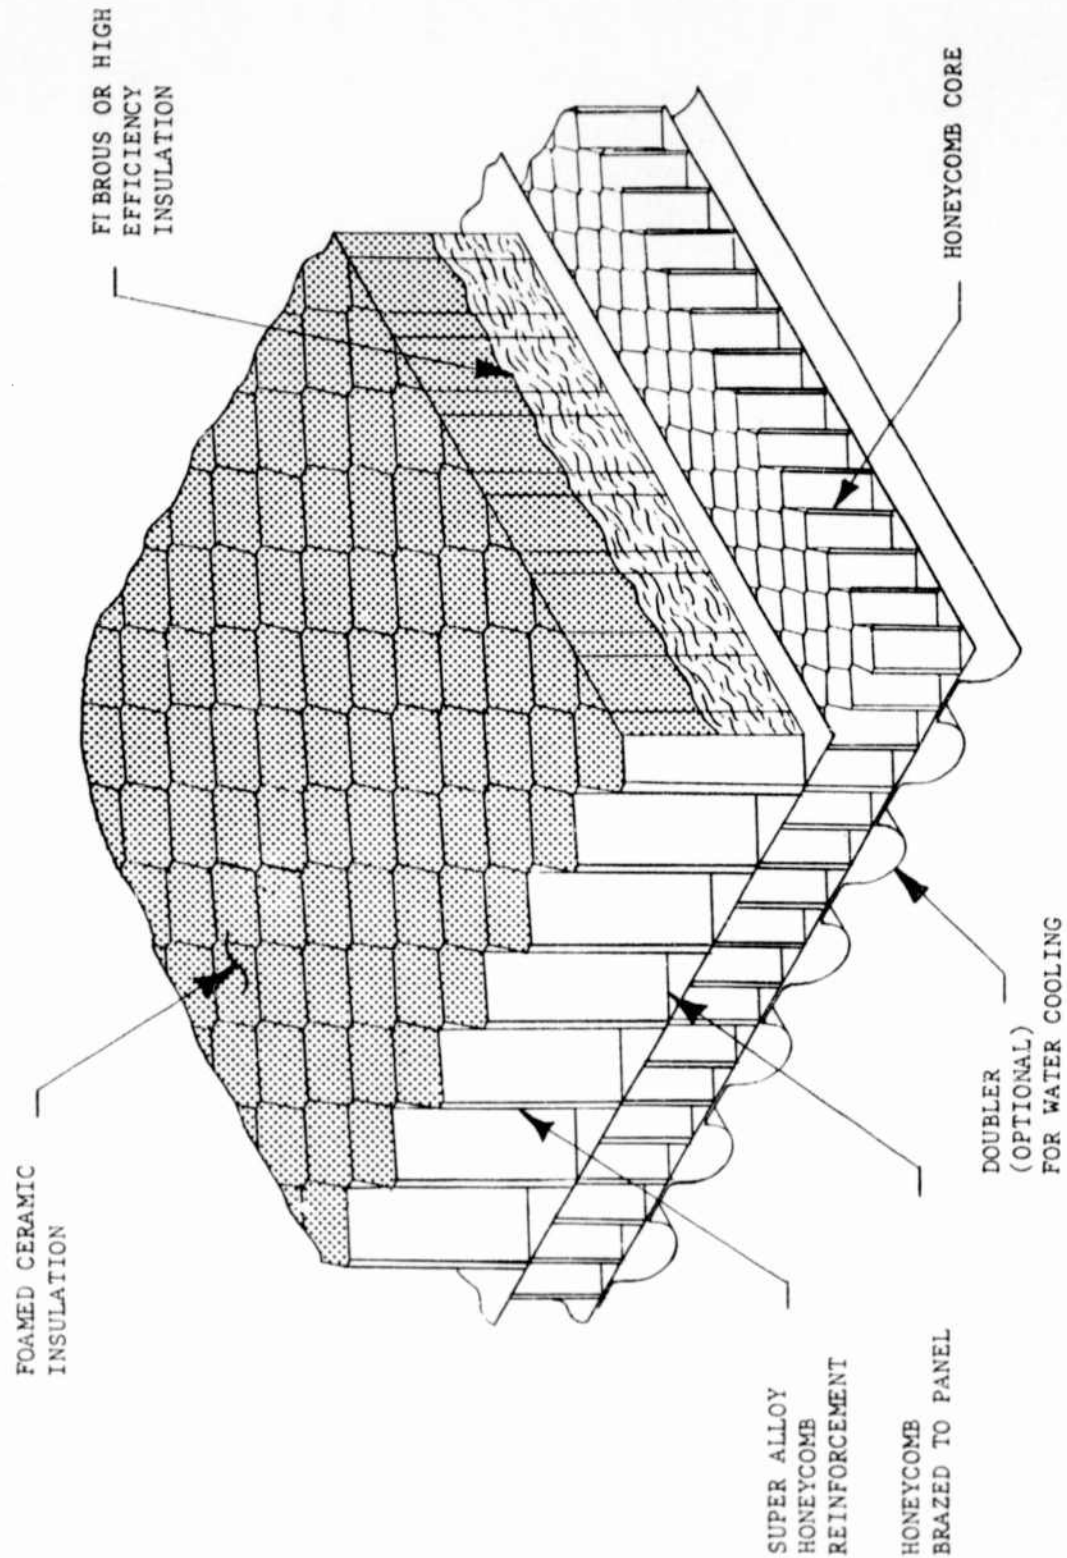 FOAMED CERAMIC
INSULATION
FIBROUS OR HIGH
EFFICIENCY
INSULATION
SUPER ALLOY
HONEYCOMB
REINFORCEMENT
HONEYCOMB
BRAZED TO PANEL
DOUBLER
(OPTIONAL)
FOR WATER COOLING
HONEYCOMB CORE